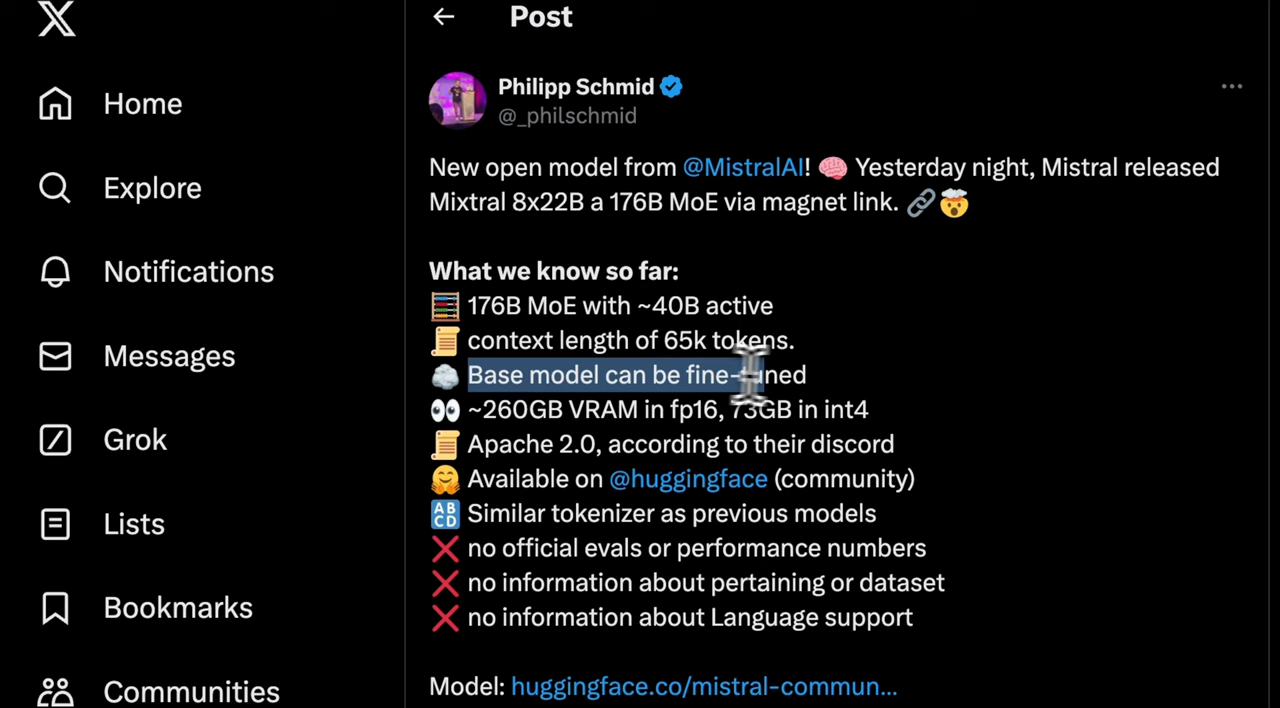 Post
Home
Explore
Notifications
Messages
Grok
Lists
Bookmarks
Communities
Philipp Schmid
@_philschmid
New open model from @MistralAI! 🧠 Yesterday night, Mistral released
Mixtral 8x22B a 176B MoE via magnet link. 🔗🤯
What we know so far:
🧮 176B MoE with ~40B active
📜 context length of 65k tokens.
☁️ Base model can be fine-tuned
👀 ~260GB VRAM in fp16, 73GB in int4
📜 Apache 2.0, according to their discord
🤗 Available on @huggingface (community)
🔠 Similar tokenizer as previous models
❌ no official evals or performance numbers
❌ no information about pertaining or dataset
❌ no information about Language support
Model: huggingface.co/mistral-commun...